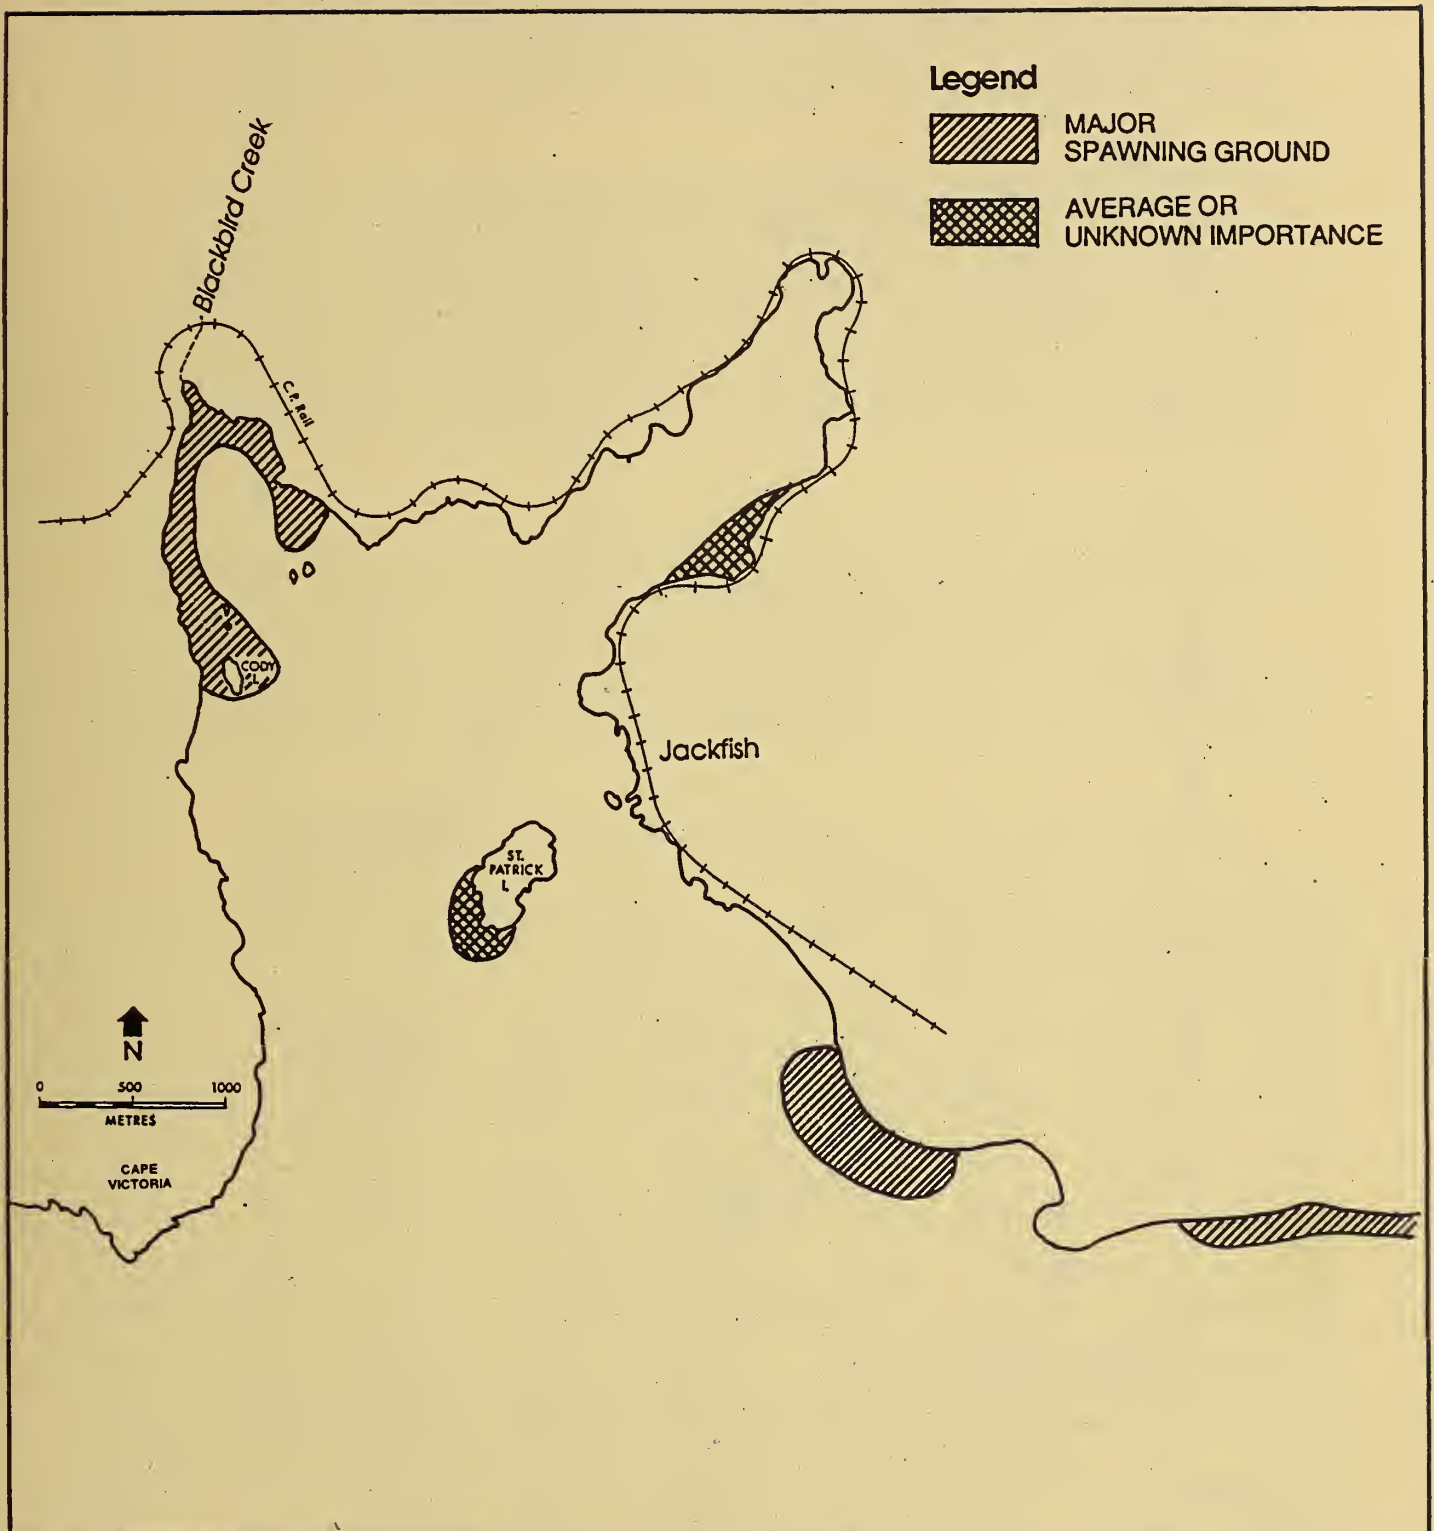 Legend
MAJOR
SPAWNING GROUND
AVERAGE OR
UNKNOWN IMPORTANCE
Blackbird Creek
C.P. Rail
CODY
I.
Jackfish
ST.
PATRICK
I.
N
0 500 1000
METRES
CAPE
VICTORIA